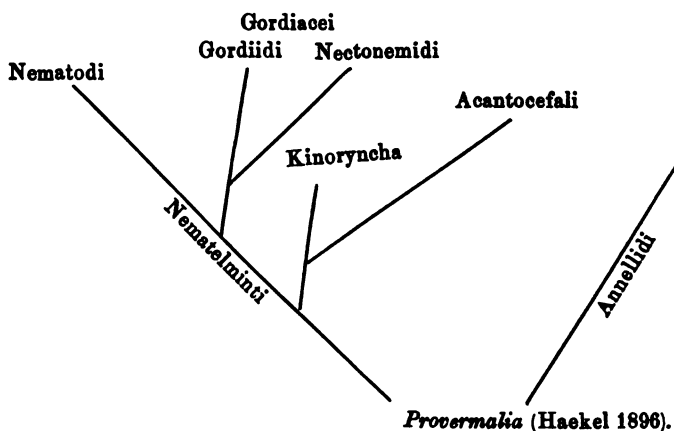 Gordiacei
Gordiidi Nectonemidi
Nematodi
Acantocefali
Kinoryncha
Nematelminti
Annellidi
Provermalia (Haekel 1896).